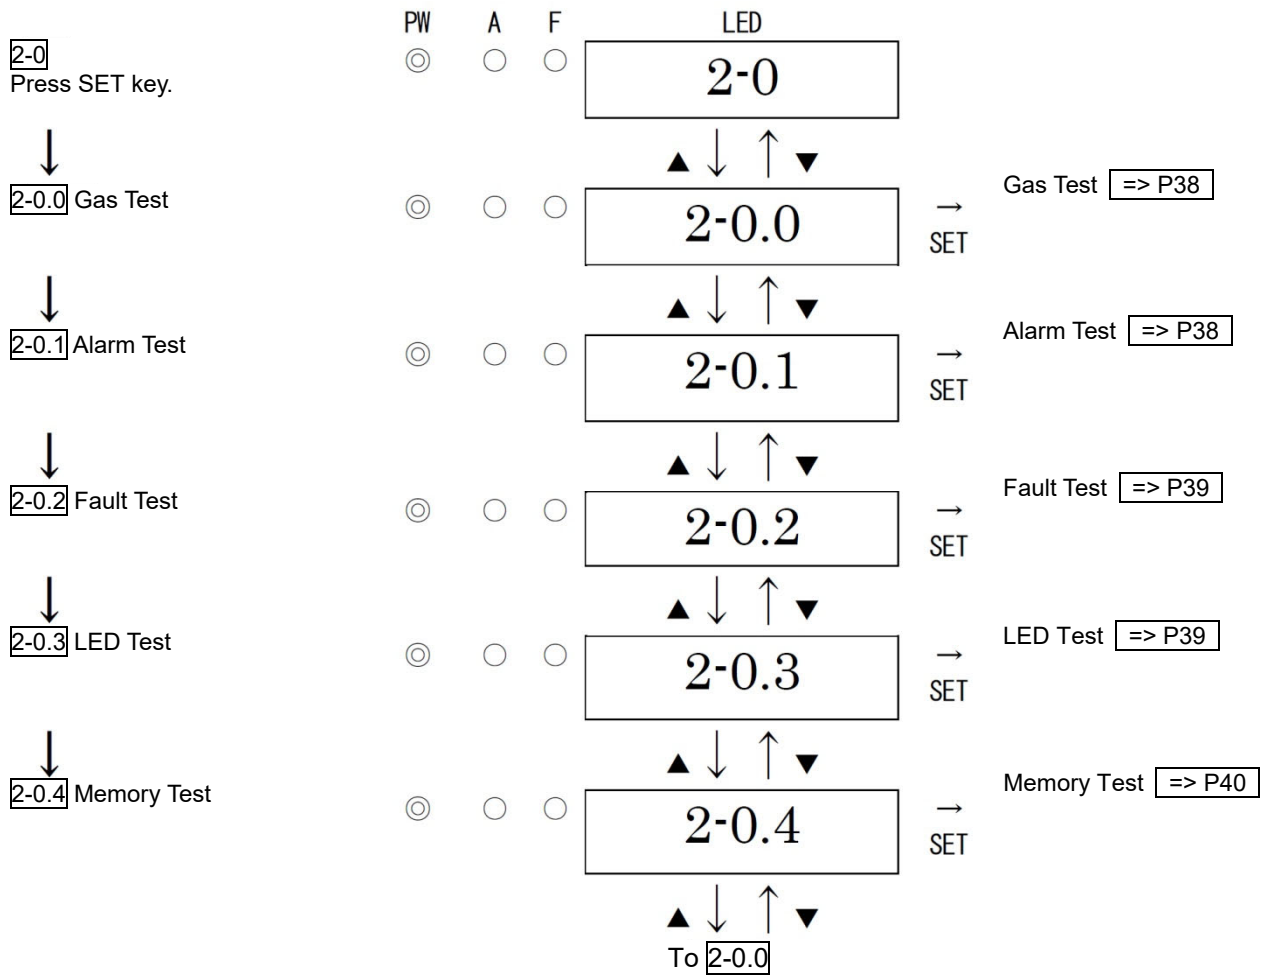 PW A F LED
2-0
Press SET key.
2-0
▲ ↓ ↑ ▼
↓
2-0.0 Gas Test
2-0.0
→
SET
Gas Test => P38
▲ ↓ ↑ ▼
↓
2-0.1 Alarm Test
2-0.1
→
SET
Alarm Test => P38
▲ ↓ ↑ ▼
↓
2-0.2 Fault Test
2-0.2
→
SET
Fault Test => P39
▲ ↓ ↑ ▼
↓
2-0.3 LED Test
2-0.3
→
SET
LED Test => P39
▲ ↓ ↑ ▼
↓
2-0.4 Memory Test
2-0.4
→
SET
Memory Test => P40
▲ ↓ ↑ ▼
To 2-0.0